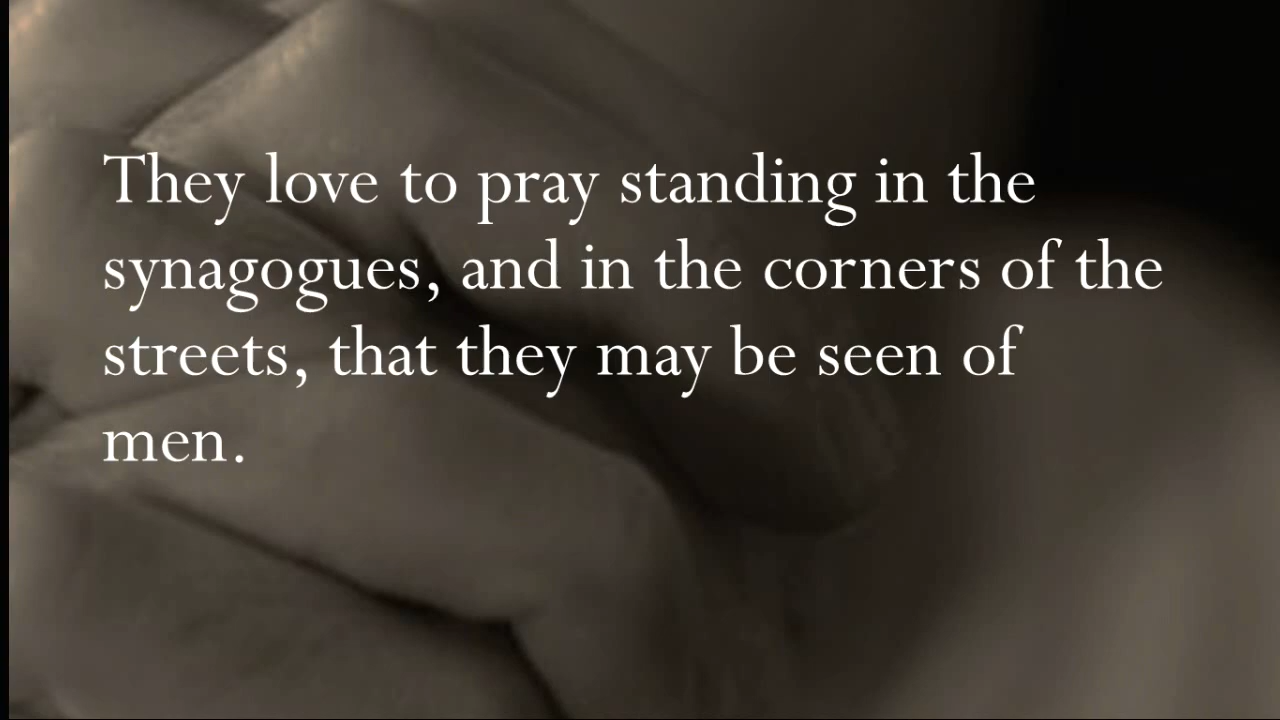 They love to pray standing in the
synagogues, and in the corners of the
streets, that they may be seen of
men.